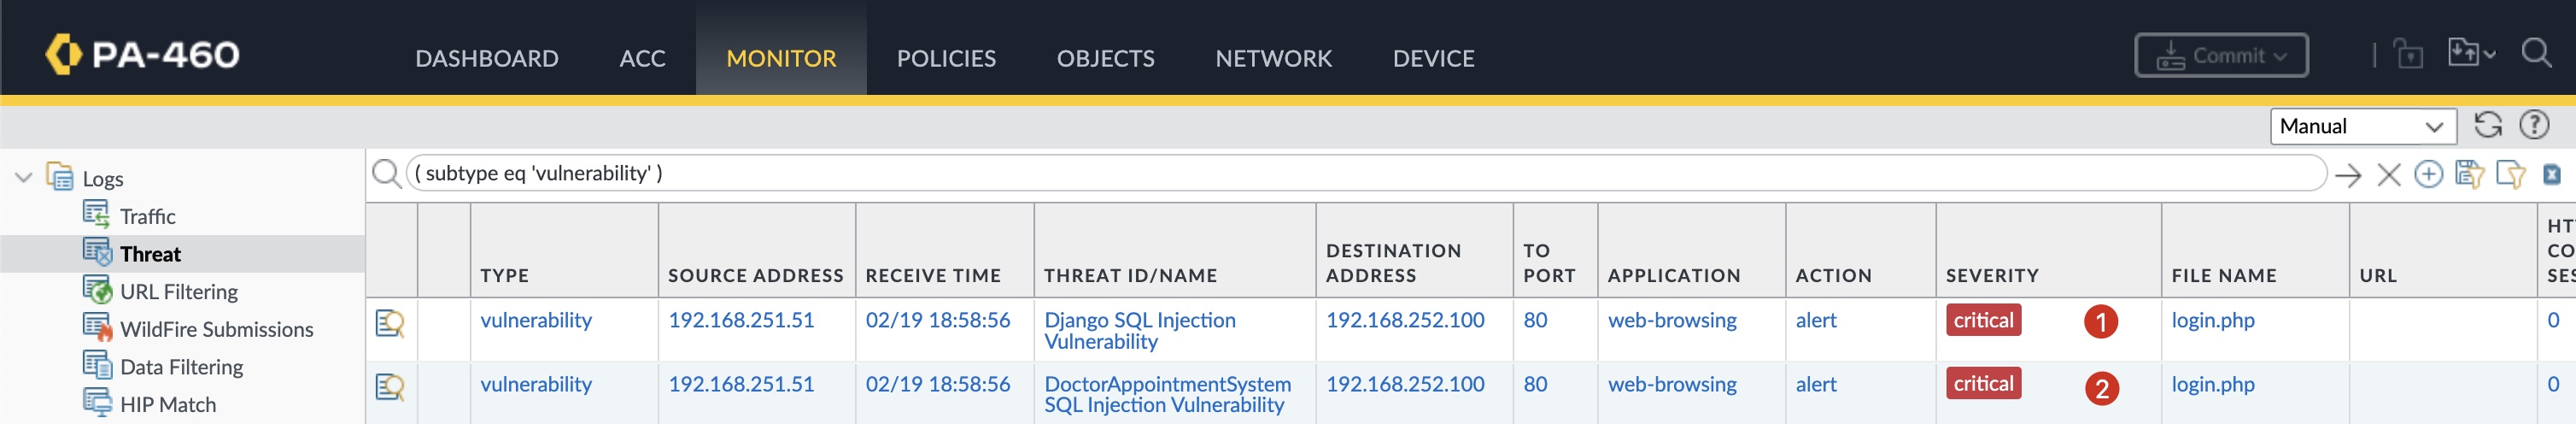 PA-460
DASHBOARD ACC MONITOR POLICIES OBJECTS NETWORK DEVICE Commit
Manual
Logs
Traffic
Threat
URL Filtering
WildFire Submissions
Data Filtering
HIP Match
( subtype eq 'vulnerability' )
TYPE
SOURCE ADDRESS
RECEIVE TIME
THREAT ID/NAME
DESTINATION
ADDRESS
TO
PORT
APPLICATION
ACTION
SEVERITY
FILE NAME
URL
HT
CO
SES
vulnerability 192.168.251.51 02/19 18:58:56 Django SQL Injection 192.168.252.100 80 web-browsing alert critical 1 login.php 0
Vulnerability
vulnerability 192.168.251.51 02/19 18:58:56 DoctorAppointmentSystem 192.168.252.100 80 web-browsing alert critical 2 login.php 0
SQL Injection Vulnerability